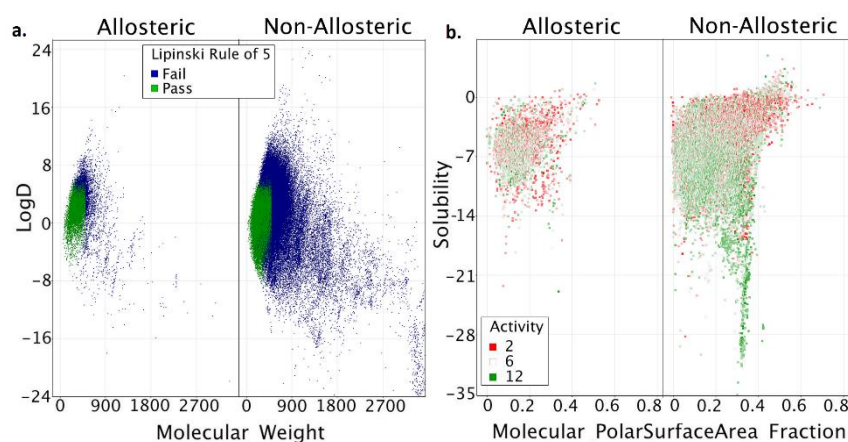 a.
Allosteric Non-Allosteric
Lipinski Rule of 5
Fail
Pass
LogD
24
16
8
0
−8
−16
−24
0 900 1800 2700 0 900 1800 2700
Molecular Weight
b.
Allosteric Non-Allosteric
Solubility
0
−7
−14
−21
−28
−35
Activity
2
6
12
0 0.2 0.4 0.6 0.8 0 0.2 0.4 0.6 0.8
Molecular PolarSurfaceArea Fraction